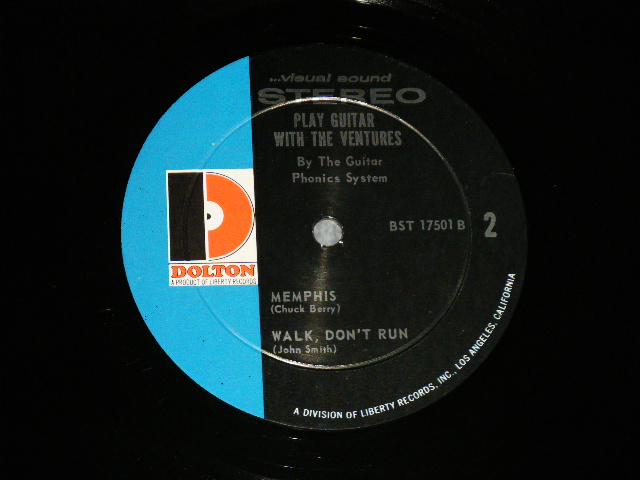 ...visual sound
STEREO
PLAY GUITAR
WITH THE VENTURES
By The Guitar
Phonics System
BST 17501 B
2
DOLTON
A PRODUCT OF LIBERTY RECORDS
MEMPHIS
(Chuck Berry)
WALK, DON'T RUN
(John Smith)
A DIVISION OF LIBERTY RECORDS, INC., LOS ANGELES, CALIFORNIA